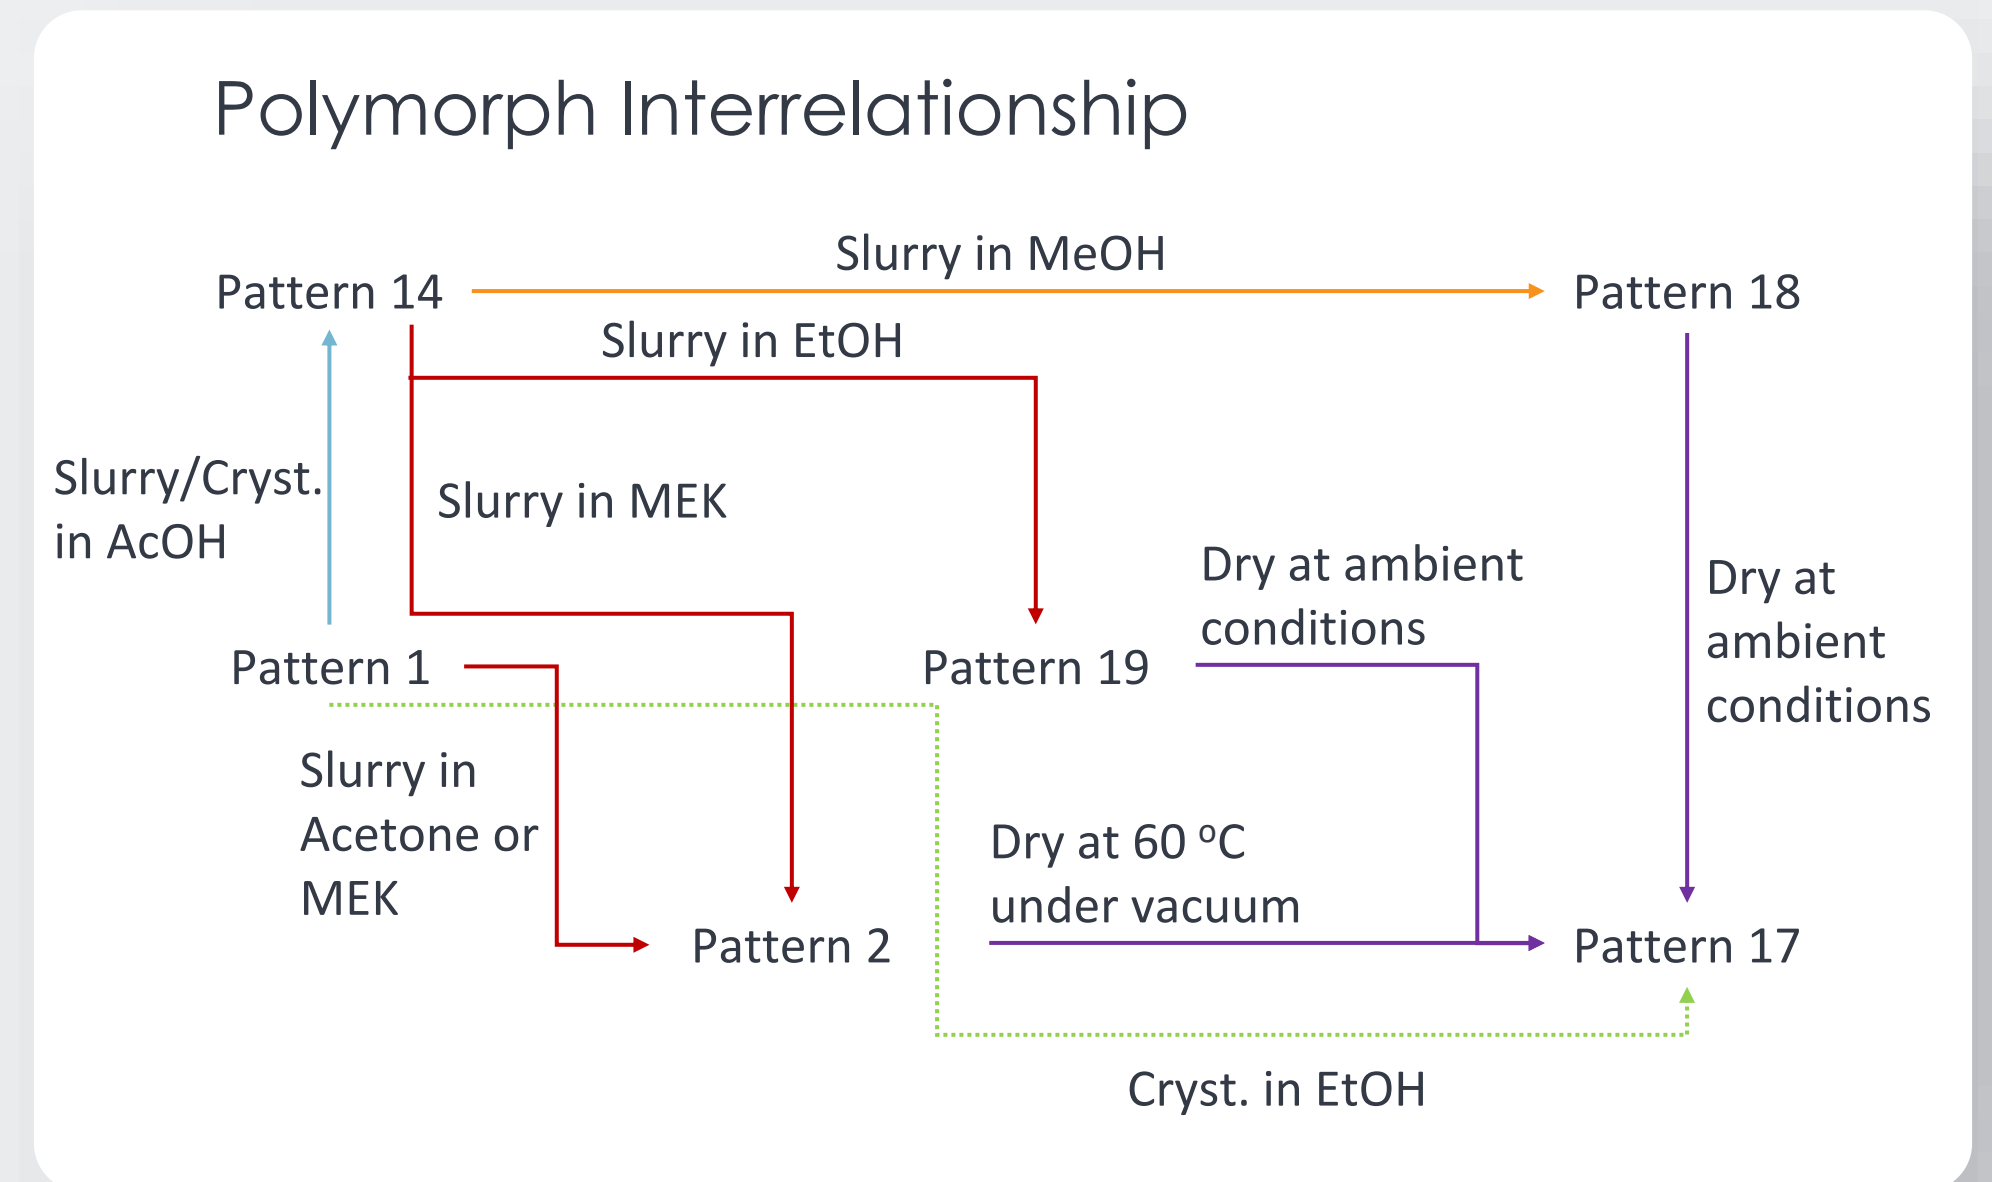 Polymorph Interrelationship
Slurry in MeOH
Pattern 14
Pattern 18
Slurry in EtOH
Slurry/Cryst.
in AcOH
Slurry in MEK
Dry at ambient
conditions
Dry at
ambient
conditions
Pattern 1
Pattern 19
Slurry in
Acetone or
MEK
Dry at 60 ᵒC
under vacuum
Pattern 2
Pattern 17
Cryst. in EtOH